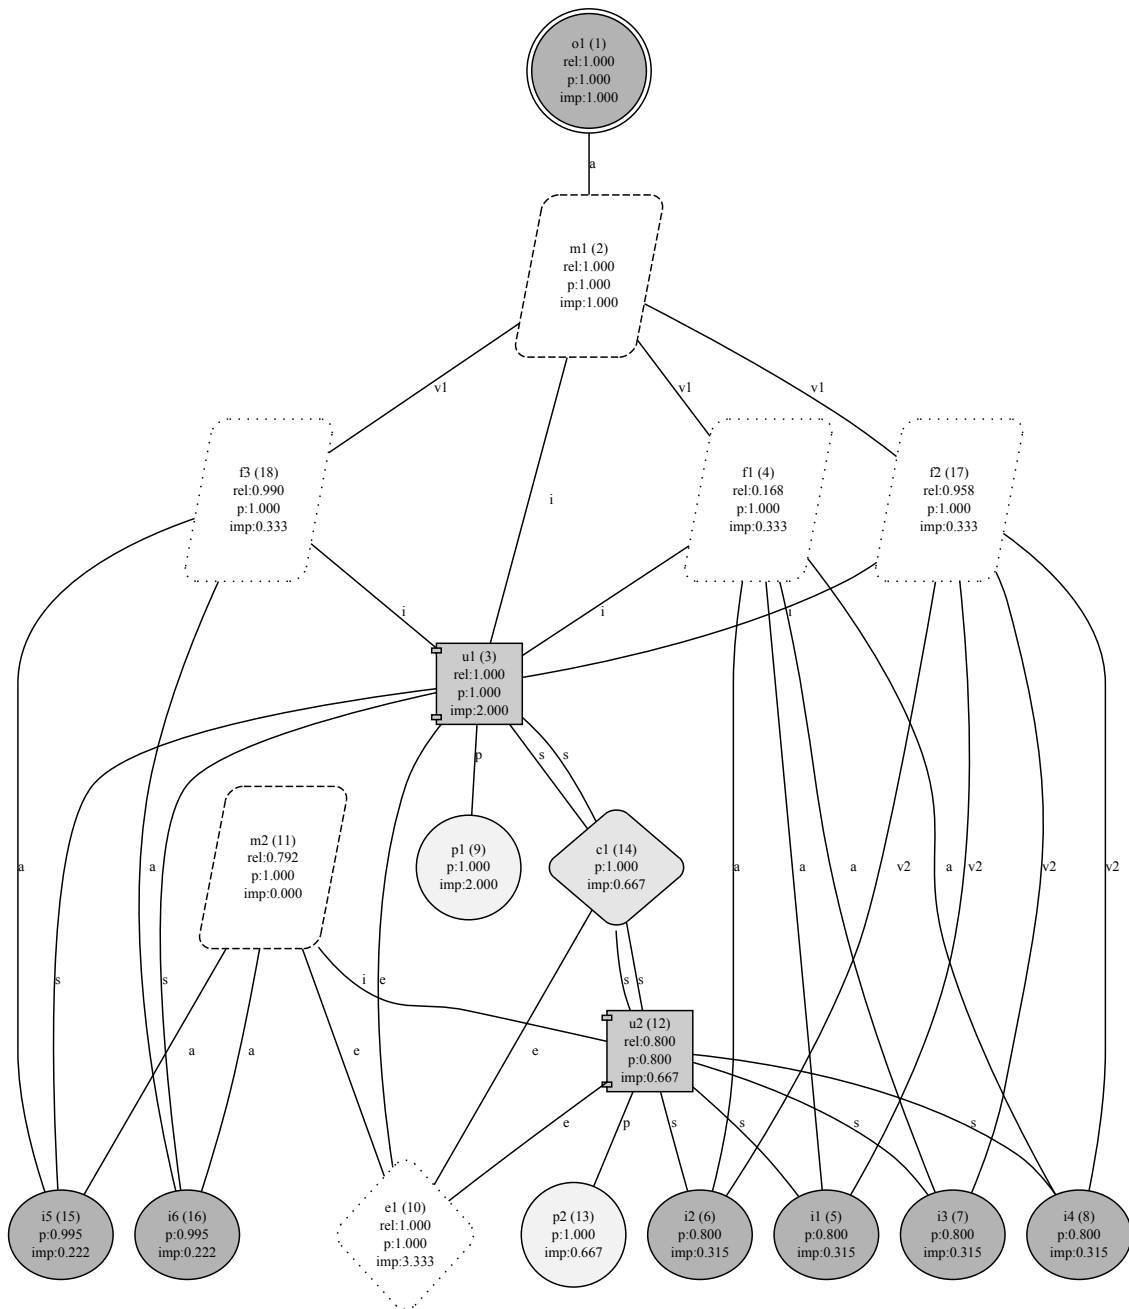 o1 (1)
rel:1.000
p:1.000
imp:1.000
a
m1 (2)
rel:1.000
p:1.000
imp:1.000
v1
v1
v1
f3 (18)
rel:0.990
p:1.000
imp:0.333
i
f1 (4)
rel:0.168
p:1.000
imp:0.333
f2 (17)
rel:0.958
p:1.000
imp:0.333
i
i
i
u1 (3)
rel:1.000
p:1.000
imp:2.000
p
s
s
m2 (11)
rel:0.792
p:1.000
imp:0.000
p1 (9)
p:1.000
imp:2.000
c1 (14)
p:1.000
imp:0.667
a
a
a
a
a
v2
a
v2
v2
v2
s
s
i
e
s
s
u2 (12)
rel:0.800
p:0.800
imp:0.667
a
a
e
e
e
p
s
s
s
s
i5 (15)
p:0.995
imp:0.222
i6 (16)
p:0.995
imp:0.222
e1 (10)
rel:1.000
p:1.000
imp:3.333
p2 (13)
p:1.000
imp:0.667
i2 (6)
p:0.800
imp:0.315
i1 (5)
p:0.800
imp:0.315
i3 (7)
p:0.800
imp:0.315
i4 (8)
p:0.800
imp:0.315